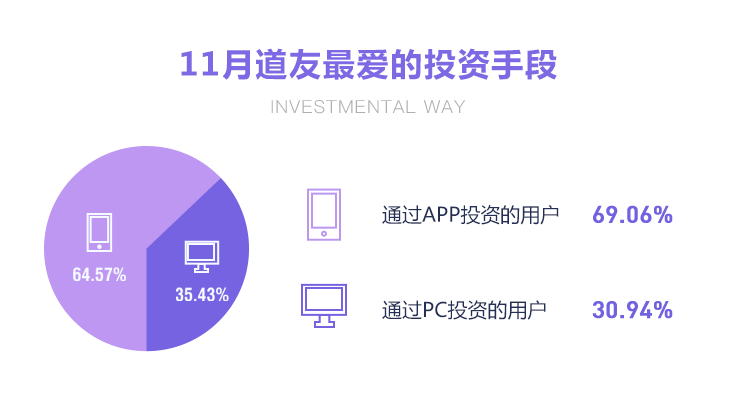 11月道友最爱的投资手段
INVESTMENTAL WAY
64.57%
35.43%
通过APP投资的用户 69.06%
通过PC投资的用户 30.94%